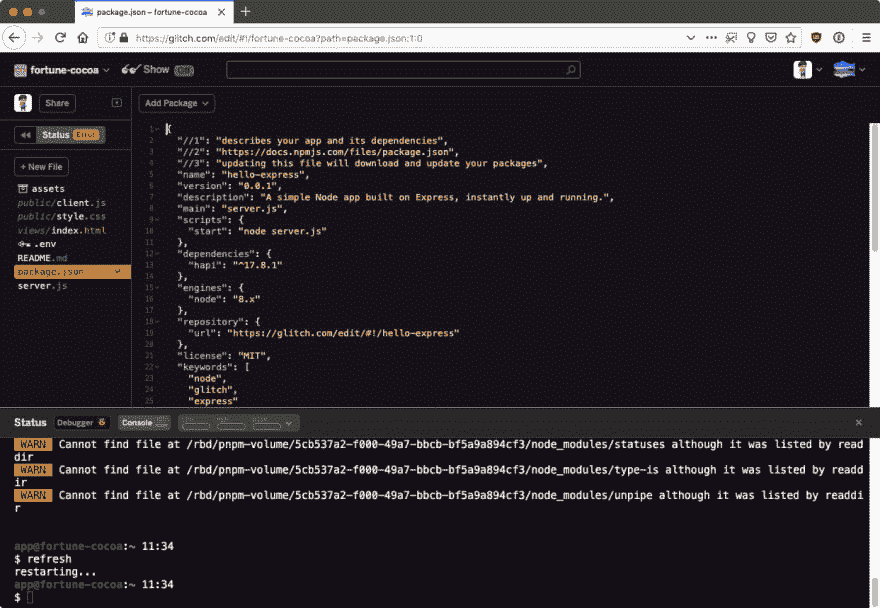 package.json – fortune-cocoa
https://glitch.com/edit/#!/fortune-cocoa?path=package.json:1:0
fortune-cocoa
Show
Share
Add Package
Status Error
+ New File
assets
public/client.js
public/style.css
views/index.html
.env
README.md
package.json
server.js
1 {
2 "//1": "describes your app and its dependencies",
3 "//2": "https://docs.npmjs.com/files/package.json",
4 "//3": "updating this file will download and update your packages",
5 "name": "hello-express",
6 "version": "0.0.1",
7 "description": "A simple Node app built on Express, instantly up and running.",
8 "main": "server.js",
9 "scripts": {
10 "start": "node server.js"
11 },
12 "dependencies": {
13 "hapi": "^17.8.1"
14 },
15 "engines": {
16 "node": "8.x"
17 },
18 "repository": {
19 "url": "https://glitch.com/edit/#!/hello-express"
20 },
21 "license": "MIT",
22 "keywords": [
23 "node",
24 "glitch",
25 "express"
Status Debugger Console
WARN Cannot find file at /rbd/pnpm-volume/5cb537a2-f000-49a7-bbcb-bf5a9a894cf3/node_modules/statuses although it was listed by read
dir
WARN Cannot find file at /rbd/pnpm-volume/5cb537a2-f000-49a7-bbcb-bf5a9a894cf3/node_modules/type-is although it was listed by readd
ir
WARN Cannot find file at /rbd/pnpm-volume/5cb537a2-f000-49a7-bbcb-bf5a9a894cf3/node_modules/unpipe although it was listed by readdi
r
app@fortune-cocoa:~ 11:34
$ refresh
restarting...
app@fortune-cocoa:~ 11:34
$